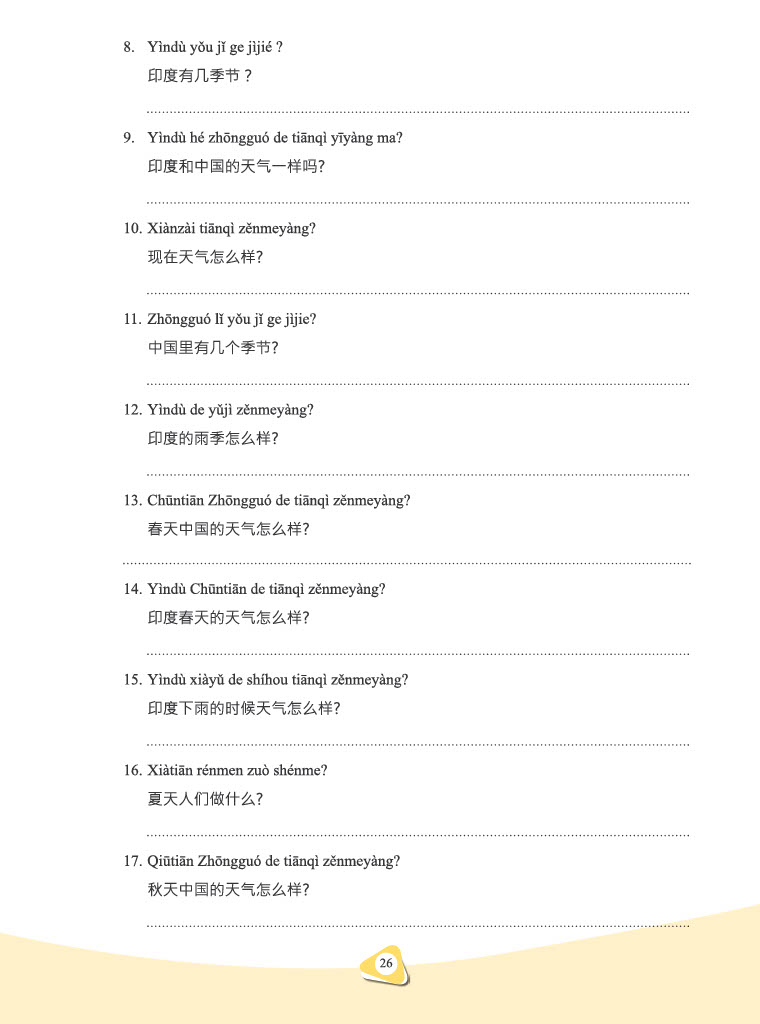 8. Yìndù yǒu jǐ ge jìjié ?
印度有几季节 ?
9. Yìndù hé zhōngguó de tiānqì yīyàng ma?
印度和中国的天气一样吗?
10. Xiànzài tiānqì zěnmeyàng?
现在天气怎么样?
11. Zhōngguó lǐ yǒu jǐ ge jìjie?
中国里有几个季节?
12. Yìndù de yǔjì zěnmeyàng?
印度的雨季怎么样?
13. Chūntiān Zhōngguó de tiānqì zěnmeyàng?
春天中国的天气怎么样?
14. Yìndù Chūntiān de tiānqì zěnmeyàng?
印度春天的天气怎么样?
15. Yìndù xiàyǔ de shíhou tiānqì zěnmeyàng?
印度下雨的时候天气怎么样?
16. Xiàtiān rénmen zuò shénme?
夏天人们做什么?
17. Qiūtiān Zhōngguó de tiānqì zěnmeyàng?
秋天中国的天气怎么样?
26